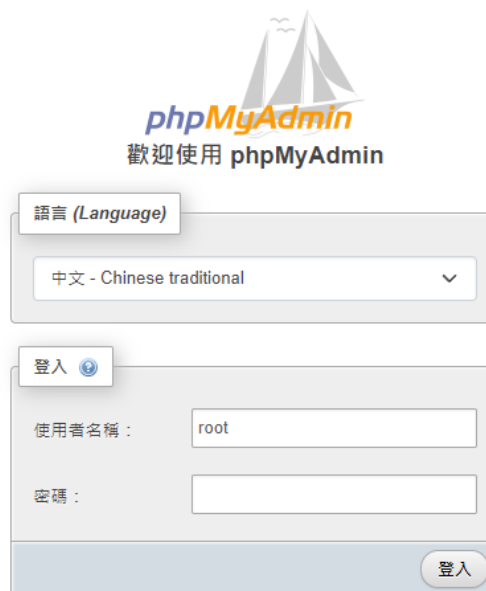 phpMyAdmin
歡迎使用 phpMyAdmin
語言 (Language)
中文 - Chinese traditional
登入
使用者名稱： root
密碼：
登入